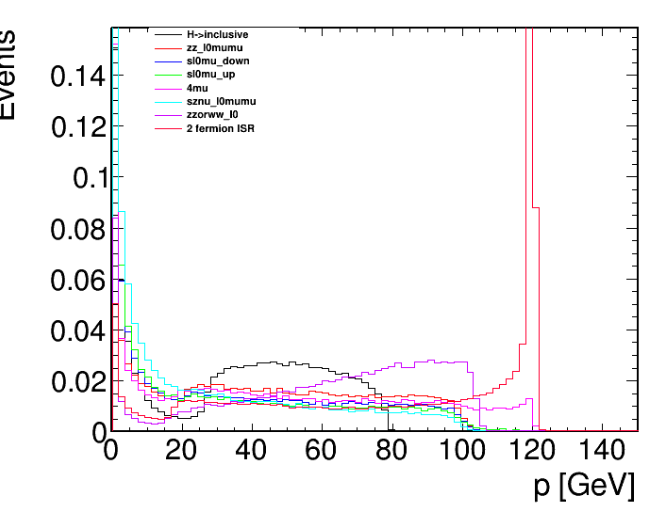 Events
0.14
0.12
0.1
0.08
0.06
0.04
0.02
0
H->inclusive
zz_l0mumu
sl0mu_down
sl0mu_up
4mu
sznu_l0mumu
zzorww_l0
2 fermion ISR
0 20 40 60 80 100 120 140
p [GeV]